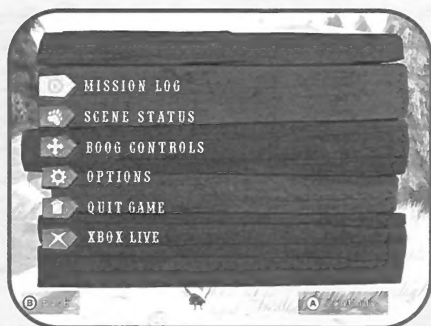 MISSION LOG
SCENE STATUS
BOOG CONTROLS
OPTIONS
QUIT GAME
XBOX LIVE
B
A